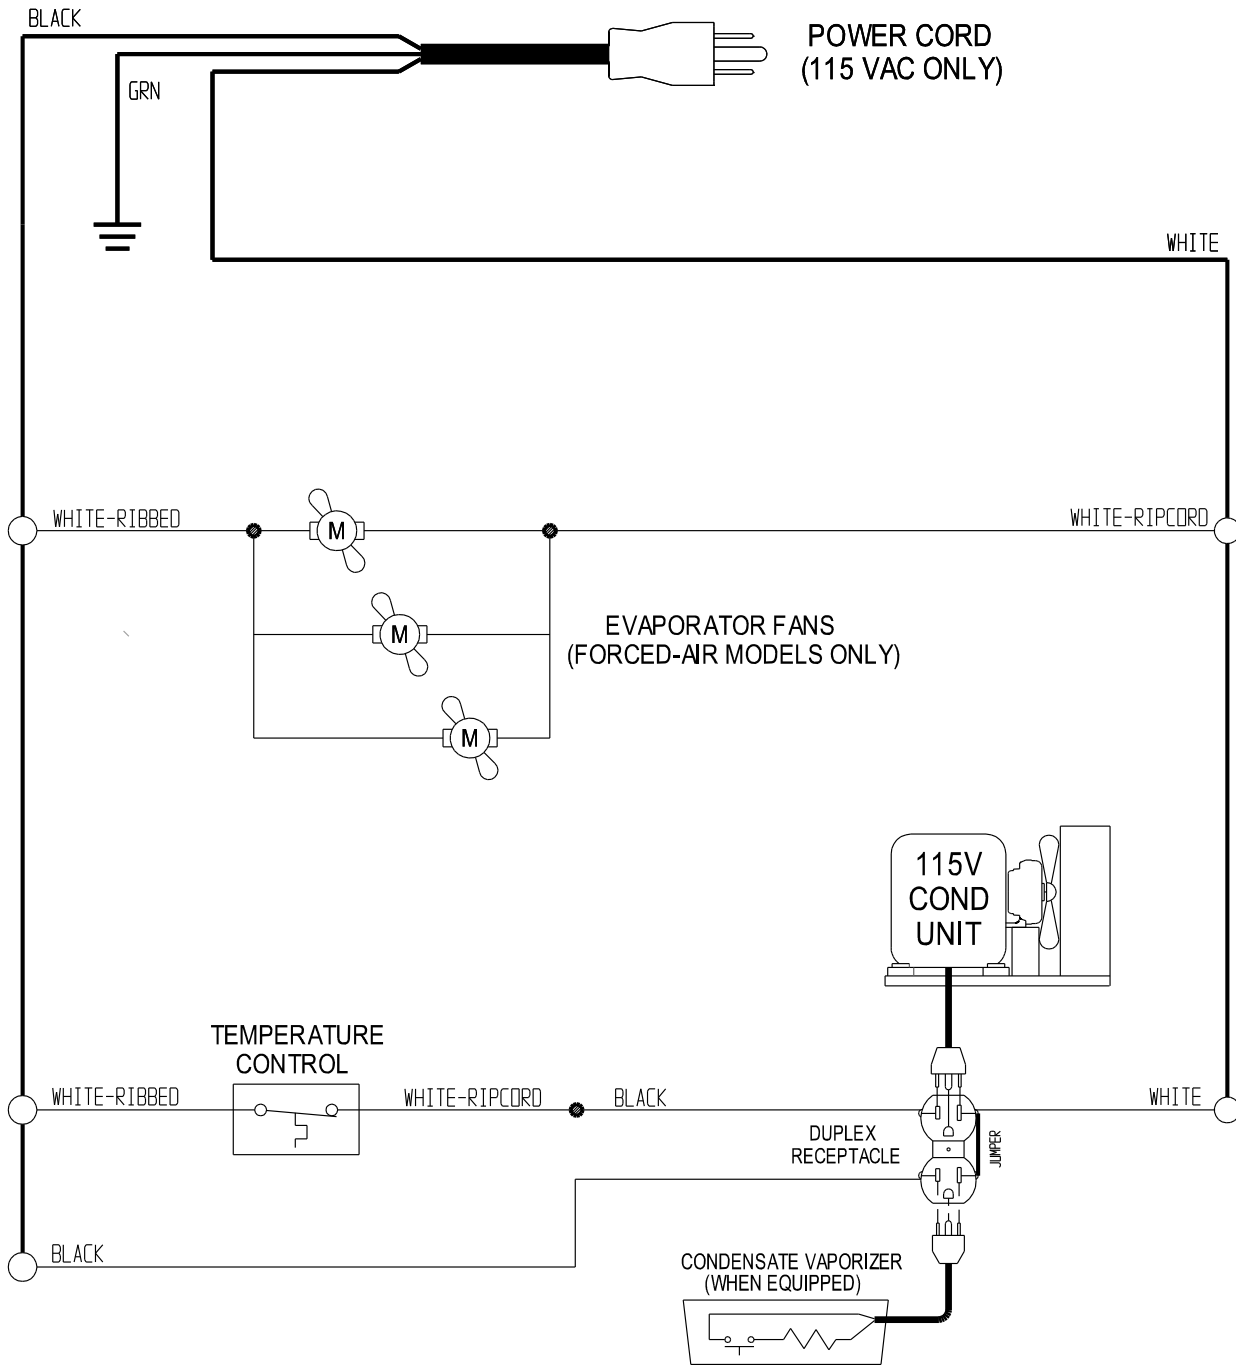 BLACK
POWER CORD
(115 VAC ONLY)
GRN
WHITE
WHITE-RIBBED
M
WHITE-RIPCORD
M
EVAPORATOR FANS
(FORCED-AIR MODELS ONLY)
M
115V
COND
UNIT
TEMPERATURE
CONTROL
WHITE-RIBBED
WHITE-RIPCORD
BLACK
WHITE
DUPLEX
RECEPTACLE
JUMPER
BLACK
CONDENSATE VAPORIZER
(WHEN EQUIPPED)